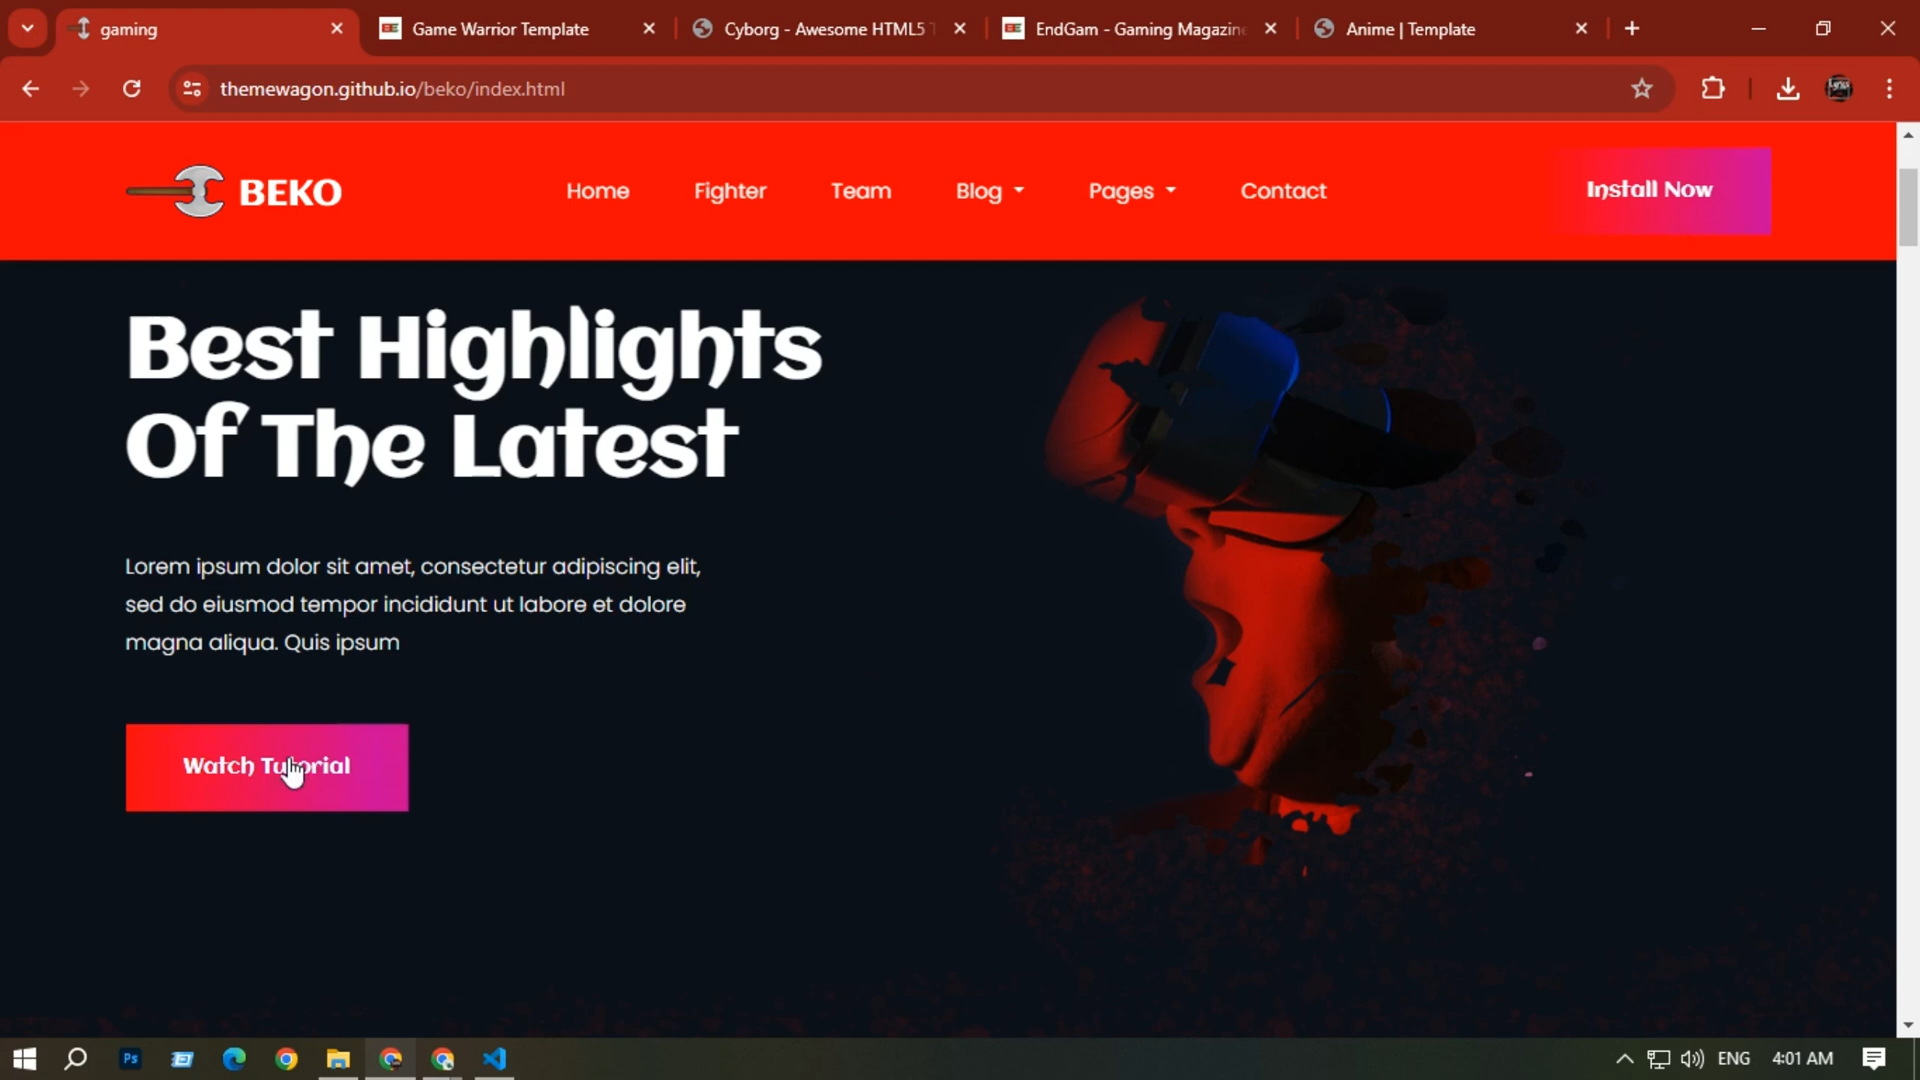 gaming
Game Warrior Template
Cyborg - Awesome HTML5
EndGam - Gaming Magazin
Anime | Template
themewagon.github.io/beko/index.html
BEKO
Home
Fighter
Team
Blog
Pages
Contact
Install Now
Best Highlights
Of The Latest
Lorem ipsum dolor sit amet, consectetur adipiscing elit,
sed do eiusmod tempor incididunt ut labore et dolore
magna aliqua. Quis ipsum
Watch Tutorial
Ps
ENG
4:01 AM